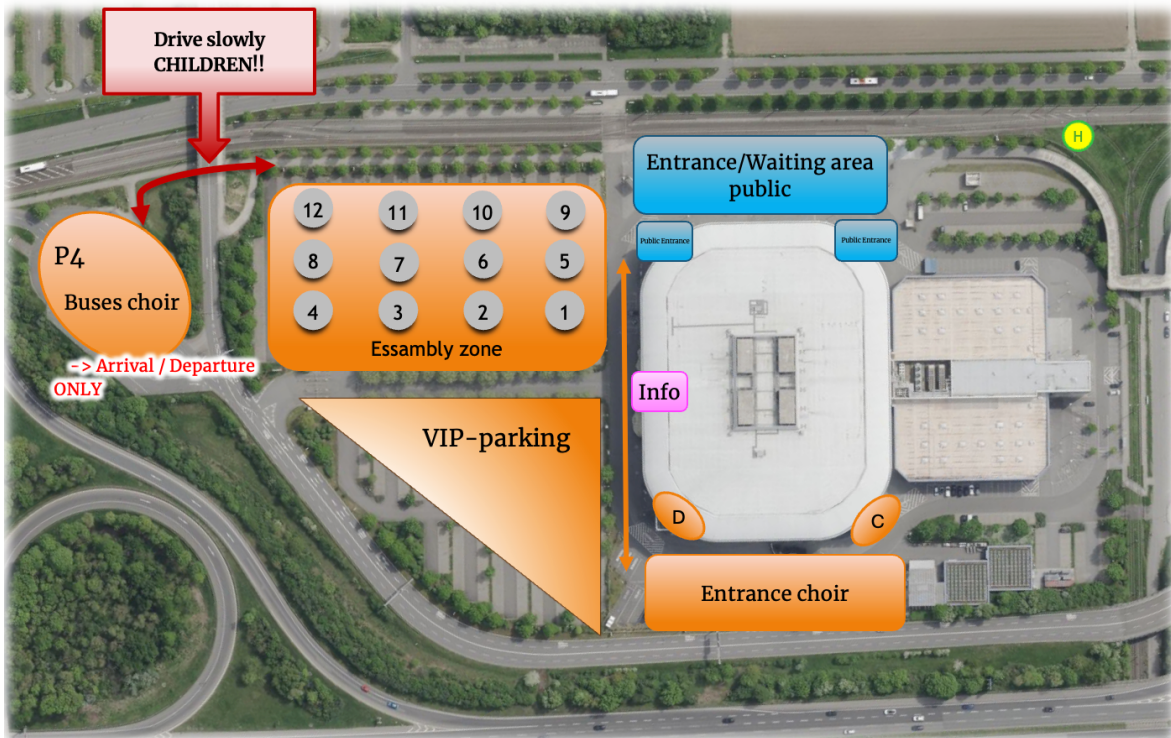 Drive slowly
CHILDREN!!
H
Entrance/Waiting area
public
Public Entrance
Public Entrance
12
11
10
9
8
7
6
5
4
3
2
1
Essambly zone
P4
Buses choir
-> Arrival / Departure
ONLY
Info
VIP-parking
D
C
Entrance choir